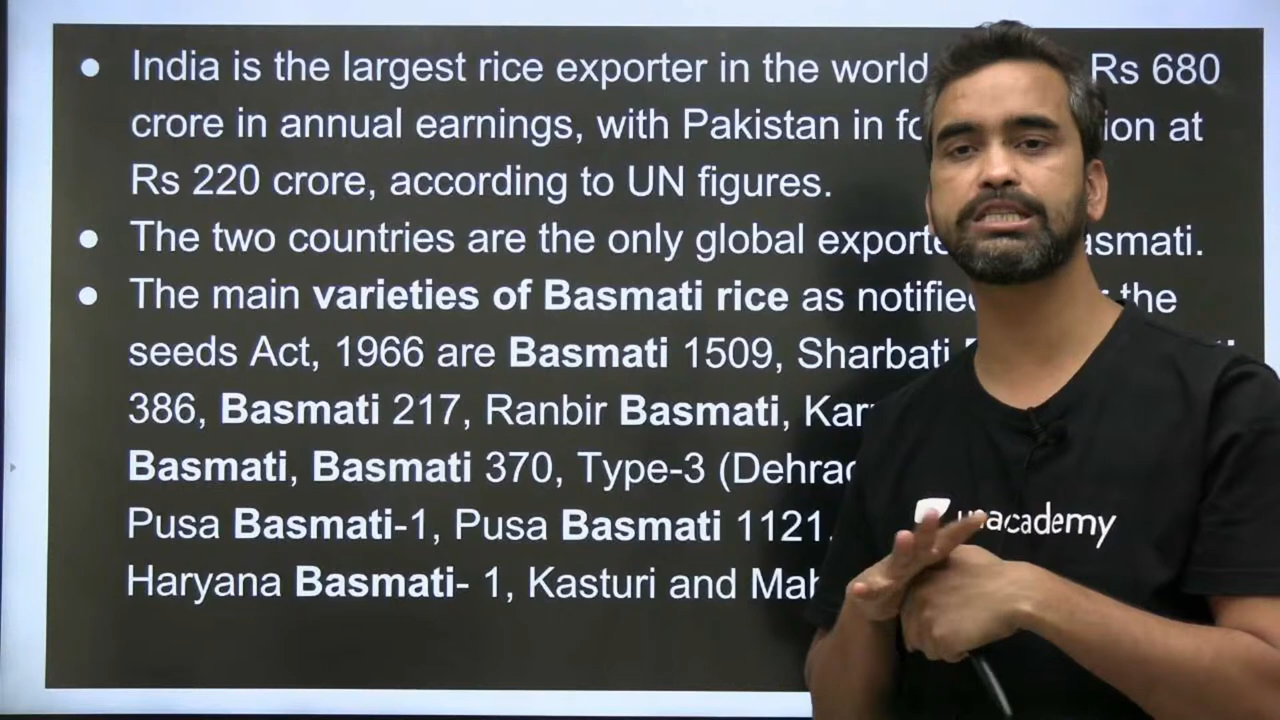 India is the largest rice exporter in the world Rs 680
crore in annual earnings, with Pakistan in at
Rs 220 crore, according to UN figures.
The two countries are the only global
The main varieties of Basmati rice as the
seeds Act, 1966 are Basmati 1509, Sharbati
386, Basmati 217, Ranbir Basmati,
Basmati, Basmati 370, Type-3
Pusa Basmati-1, Pusa Basmati 1121
Haryana Basmati- 1, Kasturi and
unacademy